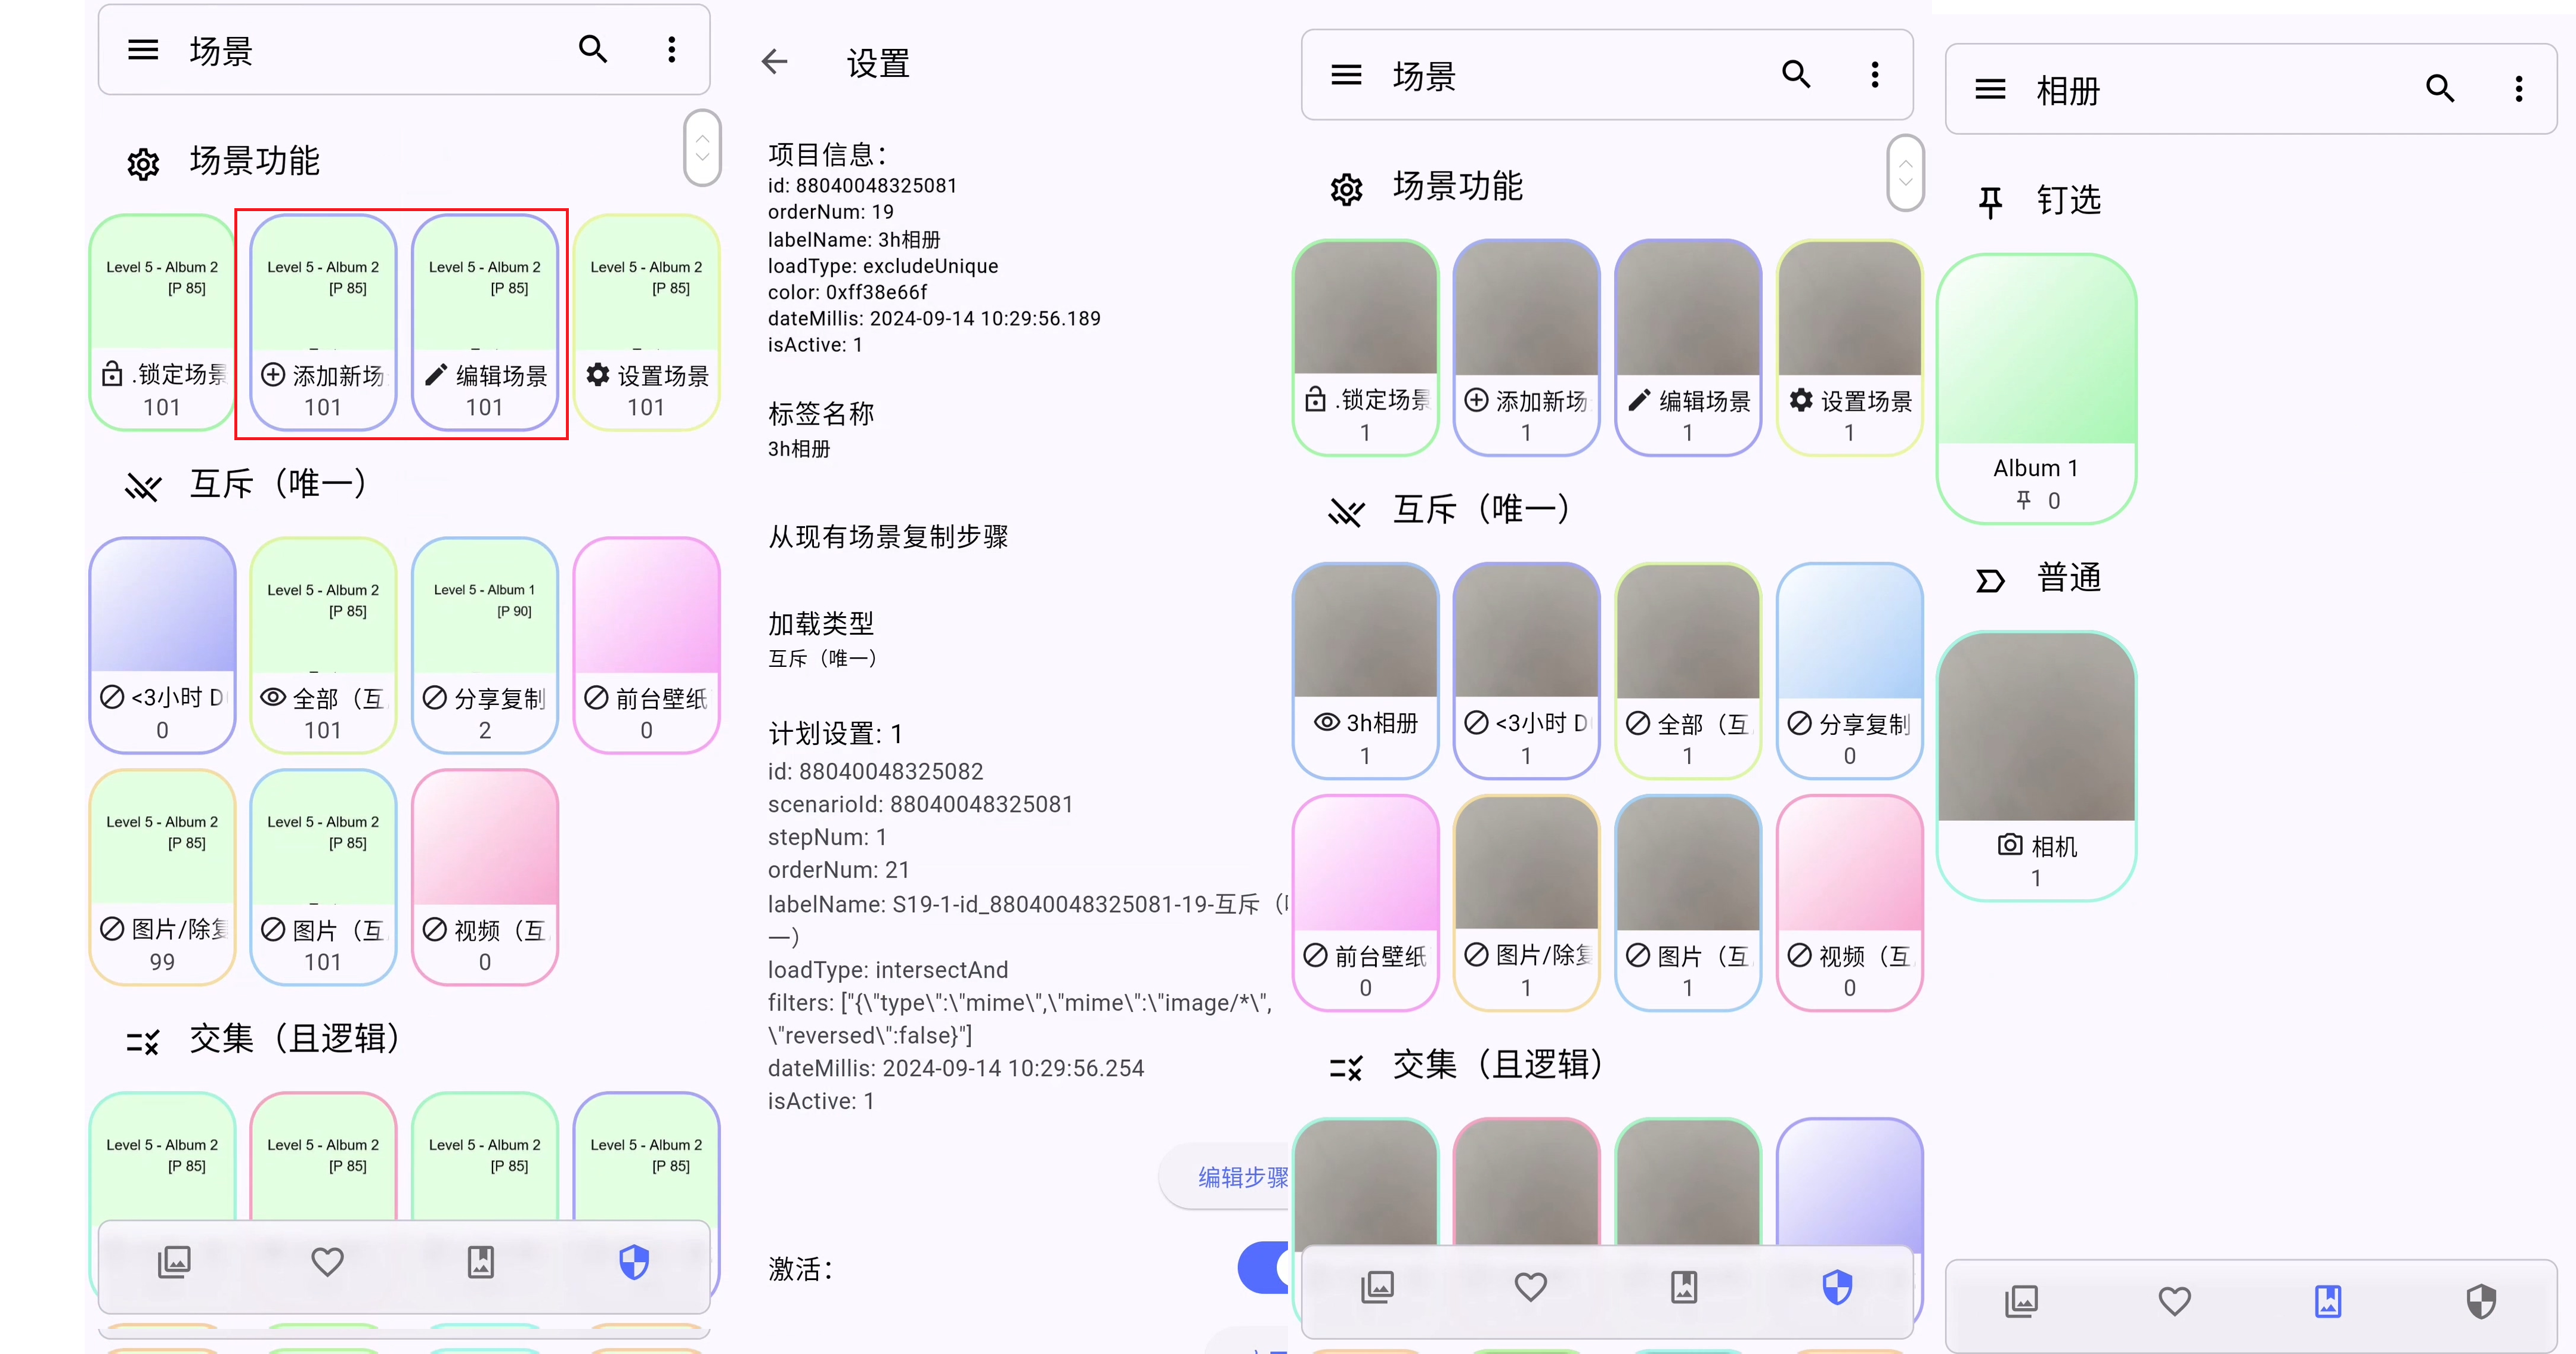 场景
场景功能
Level 5 - Album 2
[P 85]
.锁定场景
101
Level 5 - Album 2
[P 85]
添加新场
101
Level 5 - Album 2
[P 85]
编辑场景
101
Level 5 - Album 2
[P 85]
设置场景
101
互斥（唯一）
<3小时 D
0
Level 5 - Album 2
[P 85]
全部（互
101
Level 5 - Album 1
[P 90]
分享复制
2
前台壁纸
0
Level 5 - Album 2
[P 85]
图片/除复
99
Level 5 - Album 2
[P 85]
图片（互
101
视频（互
0
交集（且逻辑）
Level 5 - Album 2
[P 85]
Level 5 - Album 2
[P 85]
Level 5 - Album 2
[P 85]
Level 5 - Album 2
[P 85]
设置
项目信息：
id: 88040048325081
orderNum: 19
labelName: 3h相册
loadType: excludeUnique
color: 0xff38e66f
dateMillis: 2024-09-14 10:29:56.189
isActive: 1
标签名称
3h相册
从现有场景复制步骤
加载类型
互斥（唯一）
计划设置: 1
id: 88040048325082
scenarioId: 88040048325081
stepNum: 1
orderNum: 21
labelName: S19-1-id_88040048325081-19-互斥（
一）
loadType: intersectAnd
filters: ["{\"type\":\"mime\",\"mime\":\"image/*\",
\"reversed\":false}"]
dateMillis: 2024-09-14 10:29:56.254
isActive: 1
编辑步骤
激活：
场景
场景功能
.锁定场景
1
添加新场
1
编辑场景
1
设置场景
1
互斥（唯一）
3h相册
1
<3小时 D
1
全部（互
1
分享复制
0
前台壁纸
0
图片/除复
1
图片（互
1
视频（互
0
交集（且逻辑）
相册
钉选
Album 1
0
普通
相机
1